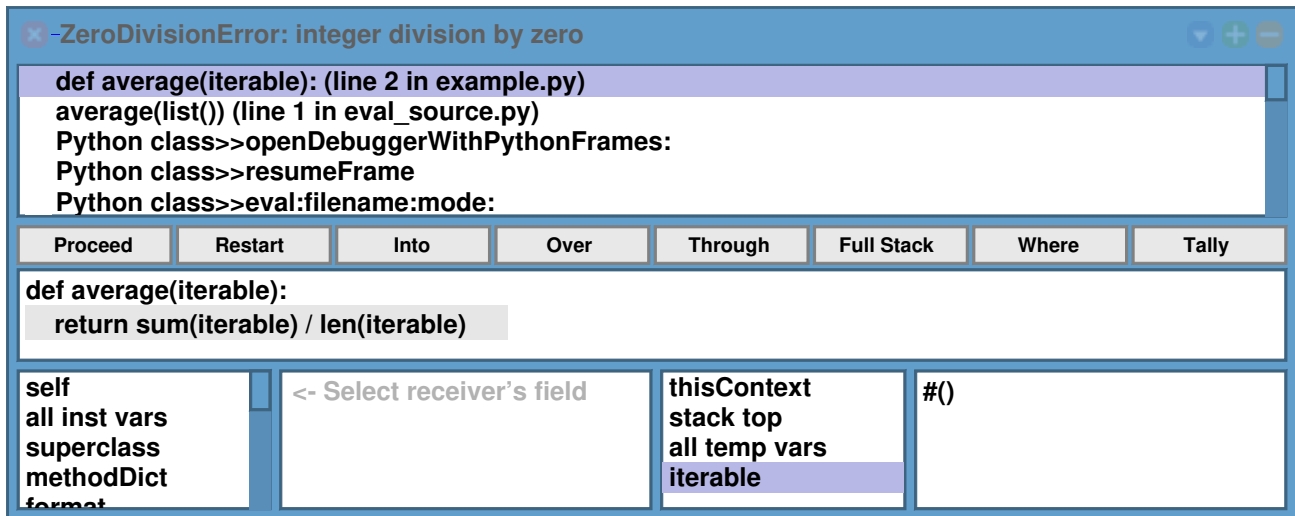 ZeroDivisionError: integer division by zero
def average(iterable): (line 2 in example.py)
average(list()) (line 1 in eval_source.py)
Python class>>openDebuggerWithPythonFrames:
Python class>>resumeFrame
Python class>>eval:filename:mode:
Proceed Restart Into Over Through Full Stack Where Tally
def average(iterable):
return sum(iterable) / len(iterable)
self
all inst vars
superclass
methodDict
format
<- Select receiver's field
thisContext
stack top
all temp vars
iterable
#()